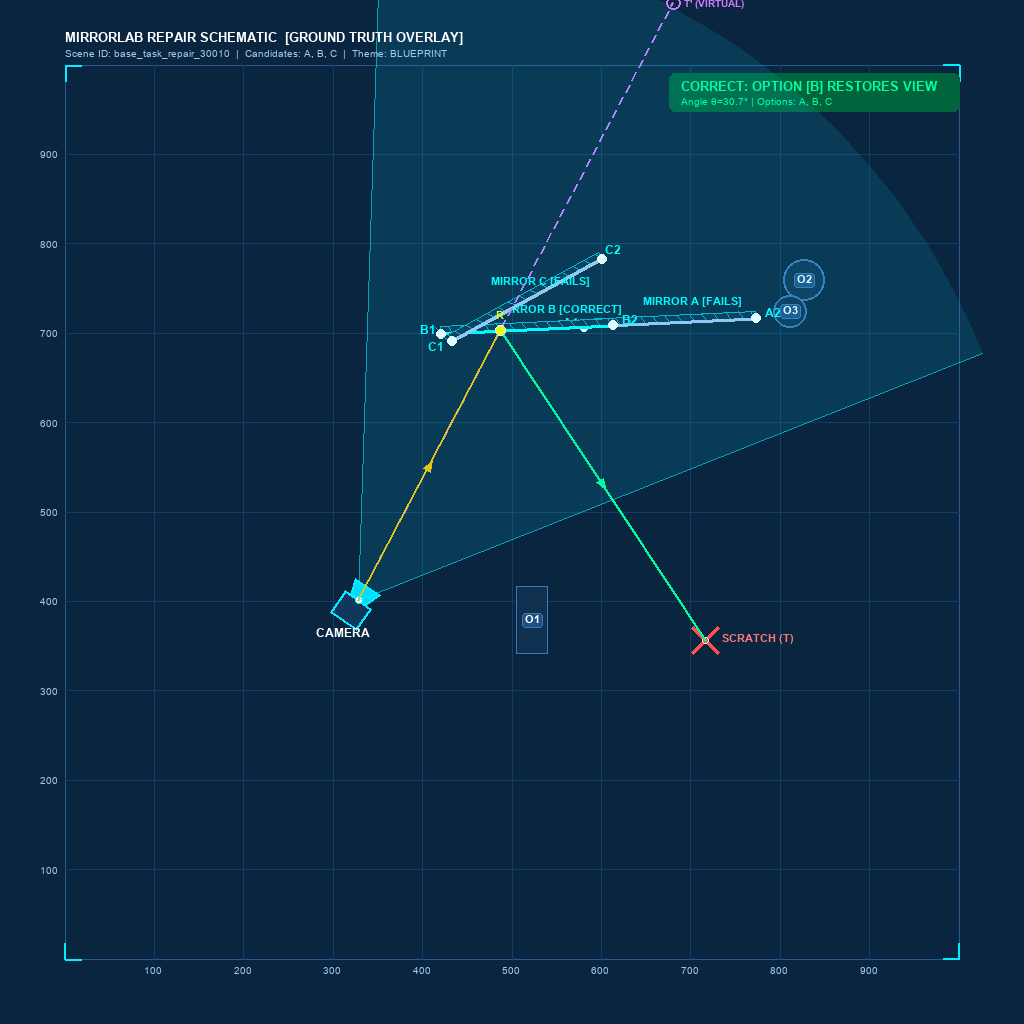 T' (VIRTUAL)
MIRRORLAB REPAIR SCHEMATIC [GROUND TRUTH OVERLAY]
Scene ID: base_task_repair_30010 | Candidates: A, B, C | Theme: BLUEPRINT
CORRECT: OPTION [B] RESTORES VIEW
Angle θ=30.7° | Options: A, B, C
900
800
C2
MIRROR C [FAILS]
O2
MIRROR A [FAILS]
R
MIRROR B [CORRECT]
A2
O3
B2
B1
700
C1
600
500
400
O1
CAMERA
SCRATCH (T)
300
200
100
100 200 300 400 500 600 700 800 900